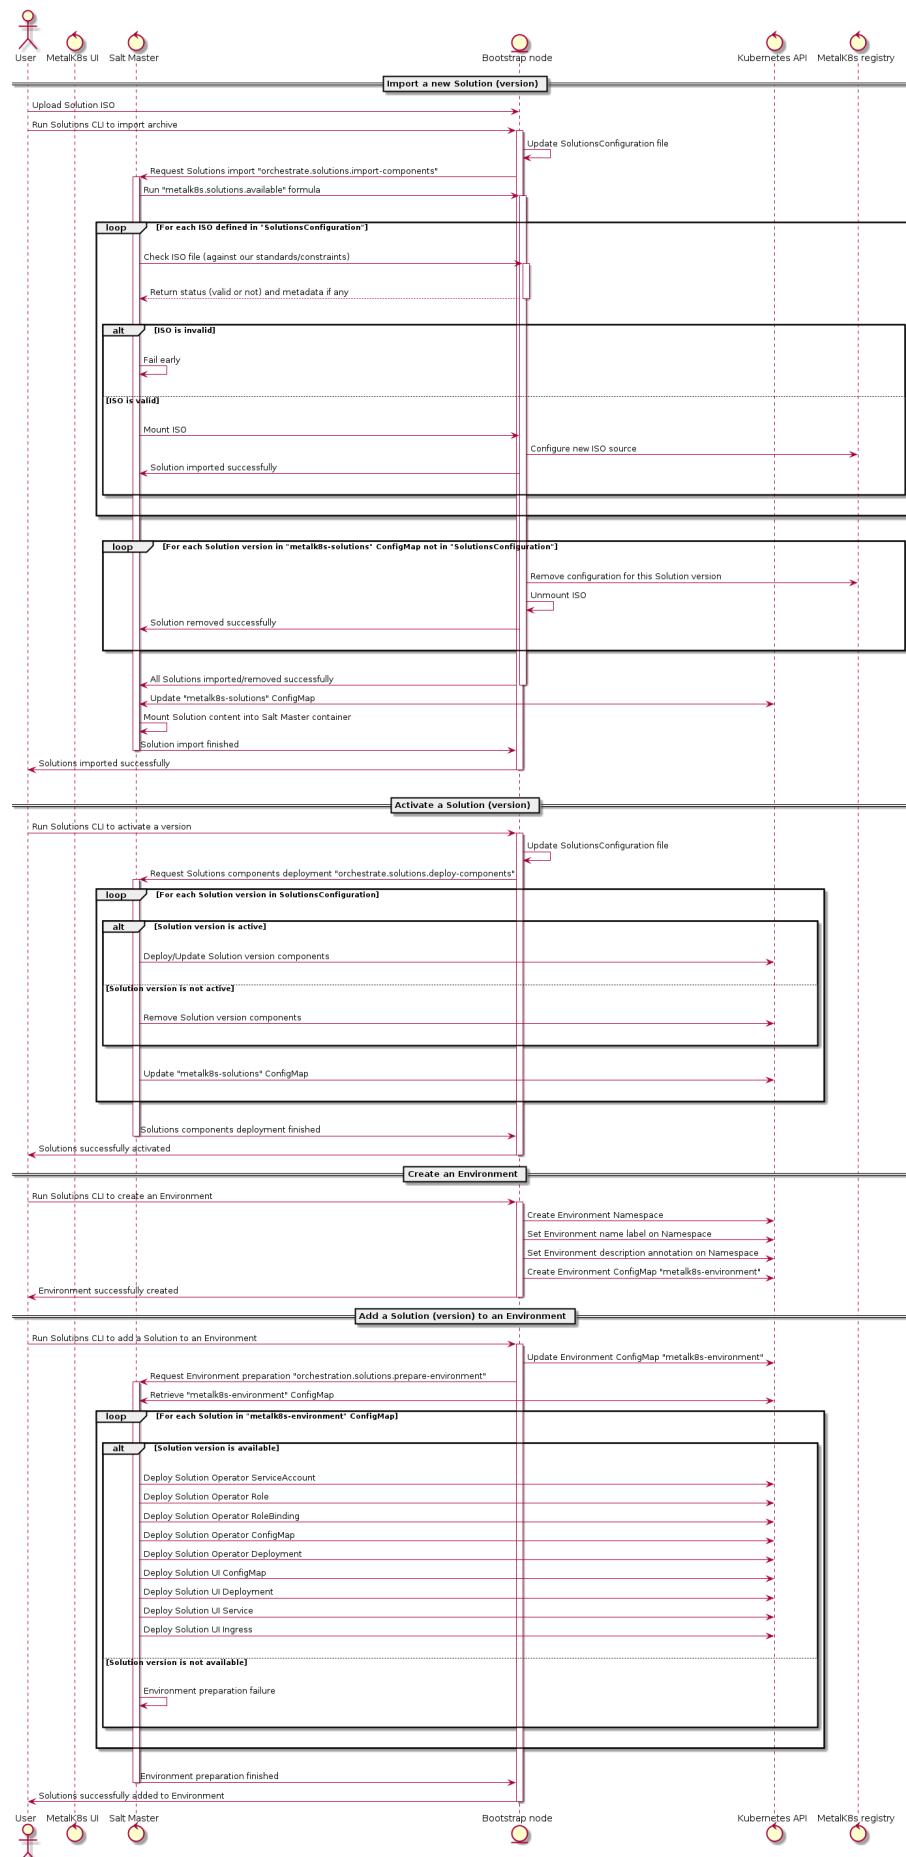 User MetalK8s UI Salt Master Bootstrap node Kubernetes API MetalK8s registry
Import a new Solution (version)
Upload Solution ISO
Run Solutions CLI to import archive
Update SolutionsConfiguration file
Request Solutions import "orchestrate.solutions.import-components"
Run "metalk8s.solutions.available" formula
loop [For each ISO defined in "SolutionsConfiguration"]
Check ISO file (against our standards/constraints)
Return status (valid or not) and metadata if any
alt [ISO is invalid]
Fail early
[ISO is valid]
Mount ISO
Configure new ISO source
Solution imported successfully
loop [For each Solution version in "metalk8s-solutions" ConfigMap not in "SolutionsConfiguration"]
Remove configuration for this Solution version
Unmount ISO
Solution removed successfully
All Solutions imported/removed successfully
Update "metalk8s-solutions" ConfigMap
Mount Solution content into Salt Master container
Solution import finished
Solutions imported successfully
Activate a Solution (version)
Run Solutions CLI to activate a version
Update SolutionsConfiguration file
Request Solutions components deployment "orchestrate.solutions.deploy-components"
loop [For each Solution version in SolutionsConfiguration]
alt [Solution version is active]
Deploy/Update Solution version components
[Solution version is not active]
Remove Solution version components
Update "metalk8s-solutions" ConfigMap
Solutions components deployment finished
Solutions successfully activated
Create an Environment
Run Solutions CLI to create an Environment
Create Environment Namespace
Set Environment name label on Namespace
Set Environment description annotation on Namespace
Create Environment ConfigMap "metalk8s-environment"
Environment successfully created
Add a Solution (version) to an Environment
Run Solutions CLI to add a Solution to an Environment
Update Environment ConfigMap "metalk8s-environment"
Request Environment preparation "orchestration.solutions.prepare-environment"
Retrieve "metalk8s-environment" ConfigMap
loop [For each Solution in "metalk8s-environment" ConfigMap]
alt [Solution version is available]
Deploy Solution Operator ServiceAccount
Deploy Solution Operator Role
Deploy Solution Operator RoleBinding
Deploy Solution Operator ConfigMap
Deploy Solution Operator Deployment
Deploy Solution UI ConfigMap
Deploy Solution UI Deployment
Deploy Solution UI Service
Deploy Solution UI Ingress
[Solution version is not available]
Environment preparation failure
Environment preparation finished
Solutions successfully added to Environment
User MetalK8s UI Salt Master Bootstrap node Kubernetes API MetalK8s registry